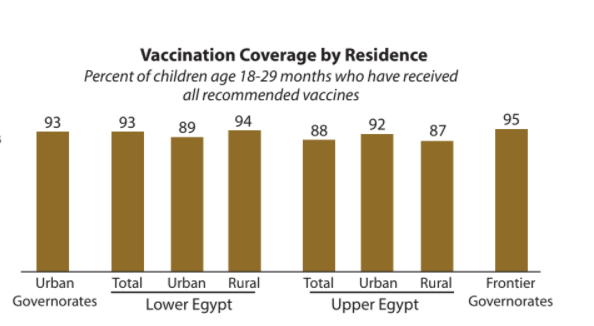 Vaccination Coverage by Residence
Percent of children age 18-29 months who have received
all recommended vaccines
93 93 89 94 88 92 87 95
Urban Total Urban Rural Total Urban Rural Frontier
Governorates Lower Egypt Upper Egypt Governorates